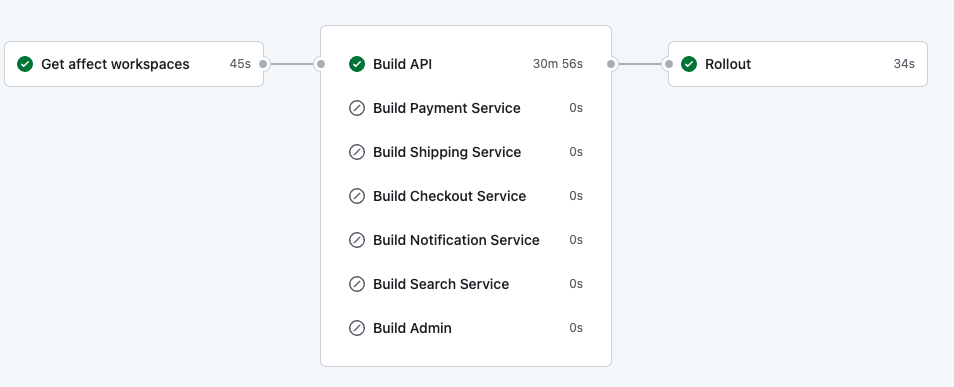 Get affect workspaces 45s
Build API 30m 56s
Build Payment Service 0s
Build Shipping Service 0s
Build Checkout Service 0s
Build Notification Service 0s
Build Search Service 0s
Build Admin 0s
Rollout 34s